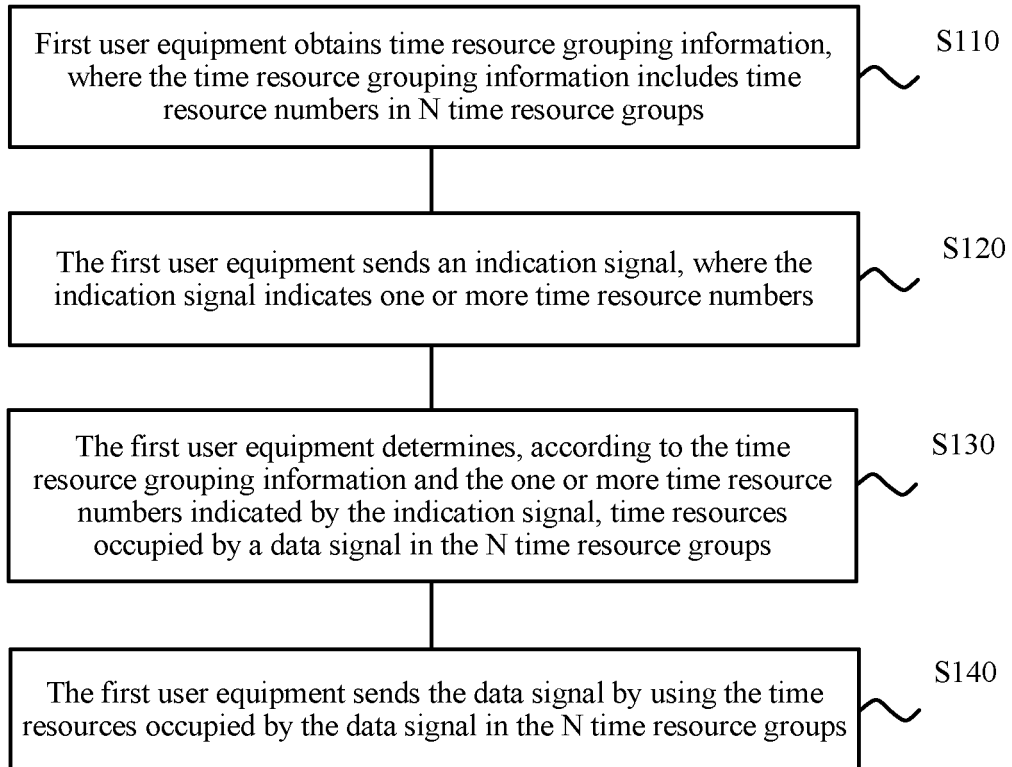 First user equipment obtains time resource grouping information,
where the time resource grouping information includes time
resource numbers in N time resource groups
S110
The first user equipment sends an indication signal, where the
indication signal indicates one or more time resource numbers
S120
The first user equipment determines, according to the time
resource grouping information and the one or more time resource
numbers indicated by the indication signal, time resources
occupied by a data signal in the N time resource groups
S130
The first user equipment sends the data signal by using the time
resources occupied by the data signal in the N time resource groups
S140